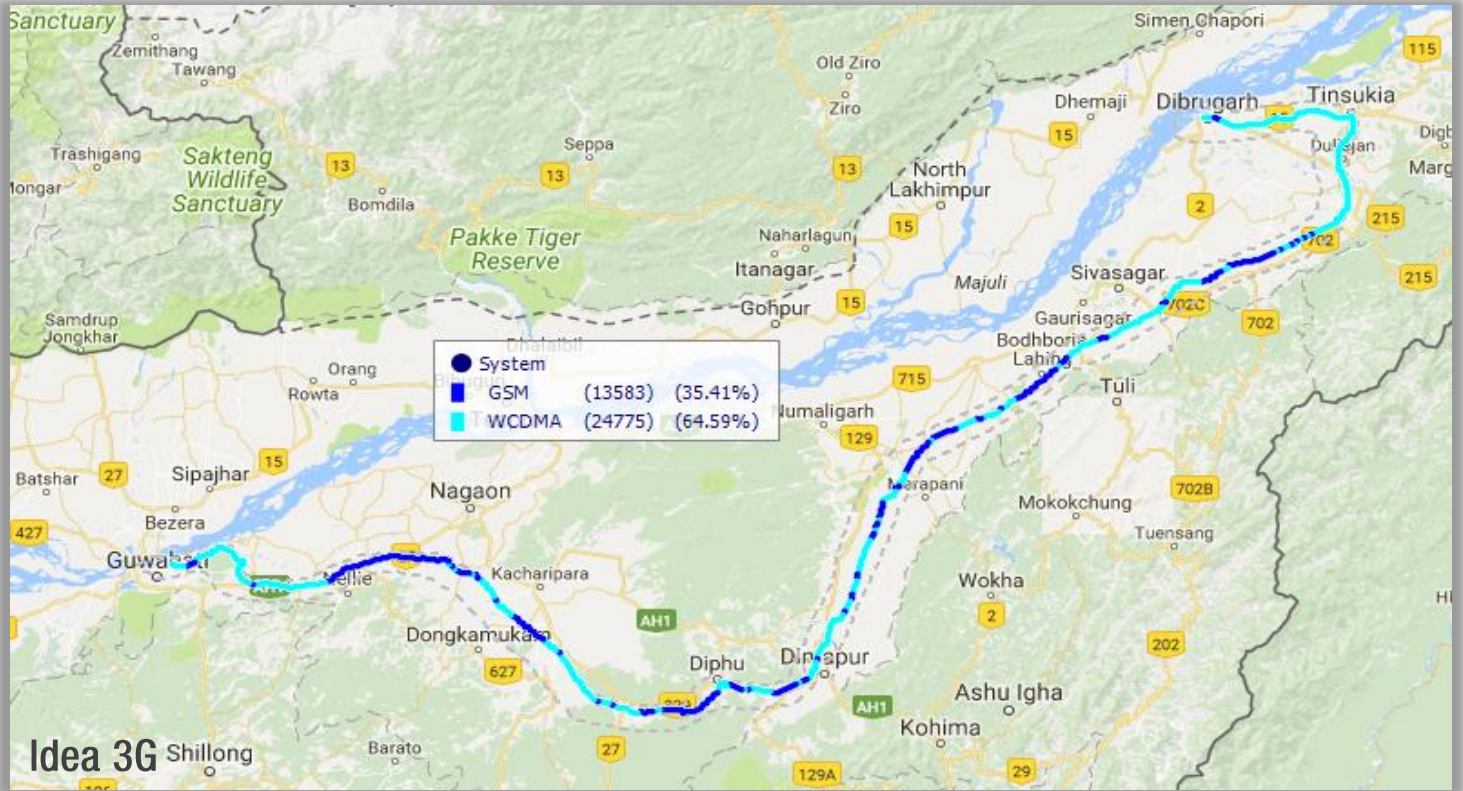 Sanctuary
Zemithang
Tawang
Simen Chapori
115
Old Ziro
Ziro
Dhemaji
Dibrugarh
Tinsukia
15
Duliajan
Trashigang
Sakteng
Wildlife
Sanctuary
13
Seppa
13
13
North
Lakhimpur
Bomdila
2
215
Pakke Tiger
Reserve
15
Naharlagun
Itanagar
702
Majuli
Sivasagar
215
Samdrup
Jongkhar
Gohpur
15
702C
702
Gaurisagar
Bodhboria
Lahing
System
GSM (13583) (35.41%)
WCDMA (24775) (64.59%)
Orang
Rowta
715
Tuli
Numaligarh
129
Batshar
27
Sipajhar
15
Nagaon
Merapani
Mokokchung
702B
Bezera
427
Tuensang
Guwahati
Nellie
Kacharipara
Wokha
2
AH1
Dongkamukam
627
Diphu
Dimapur
202
AH1
Ashu Igha
Kohima
Idea 3G
Shillong
Barato
27
129A
29